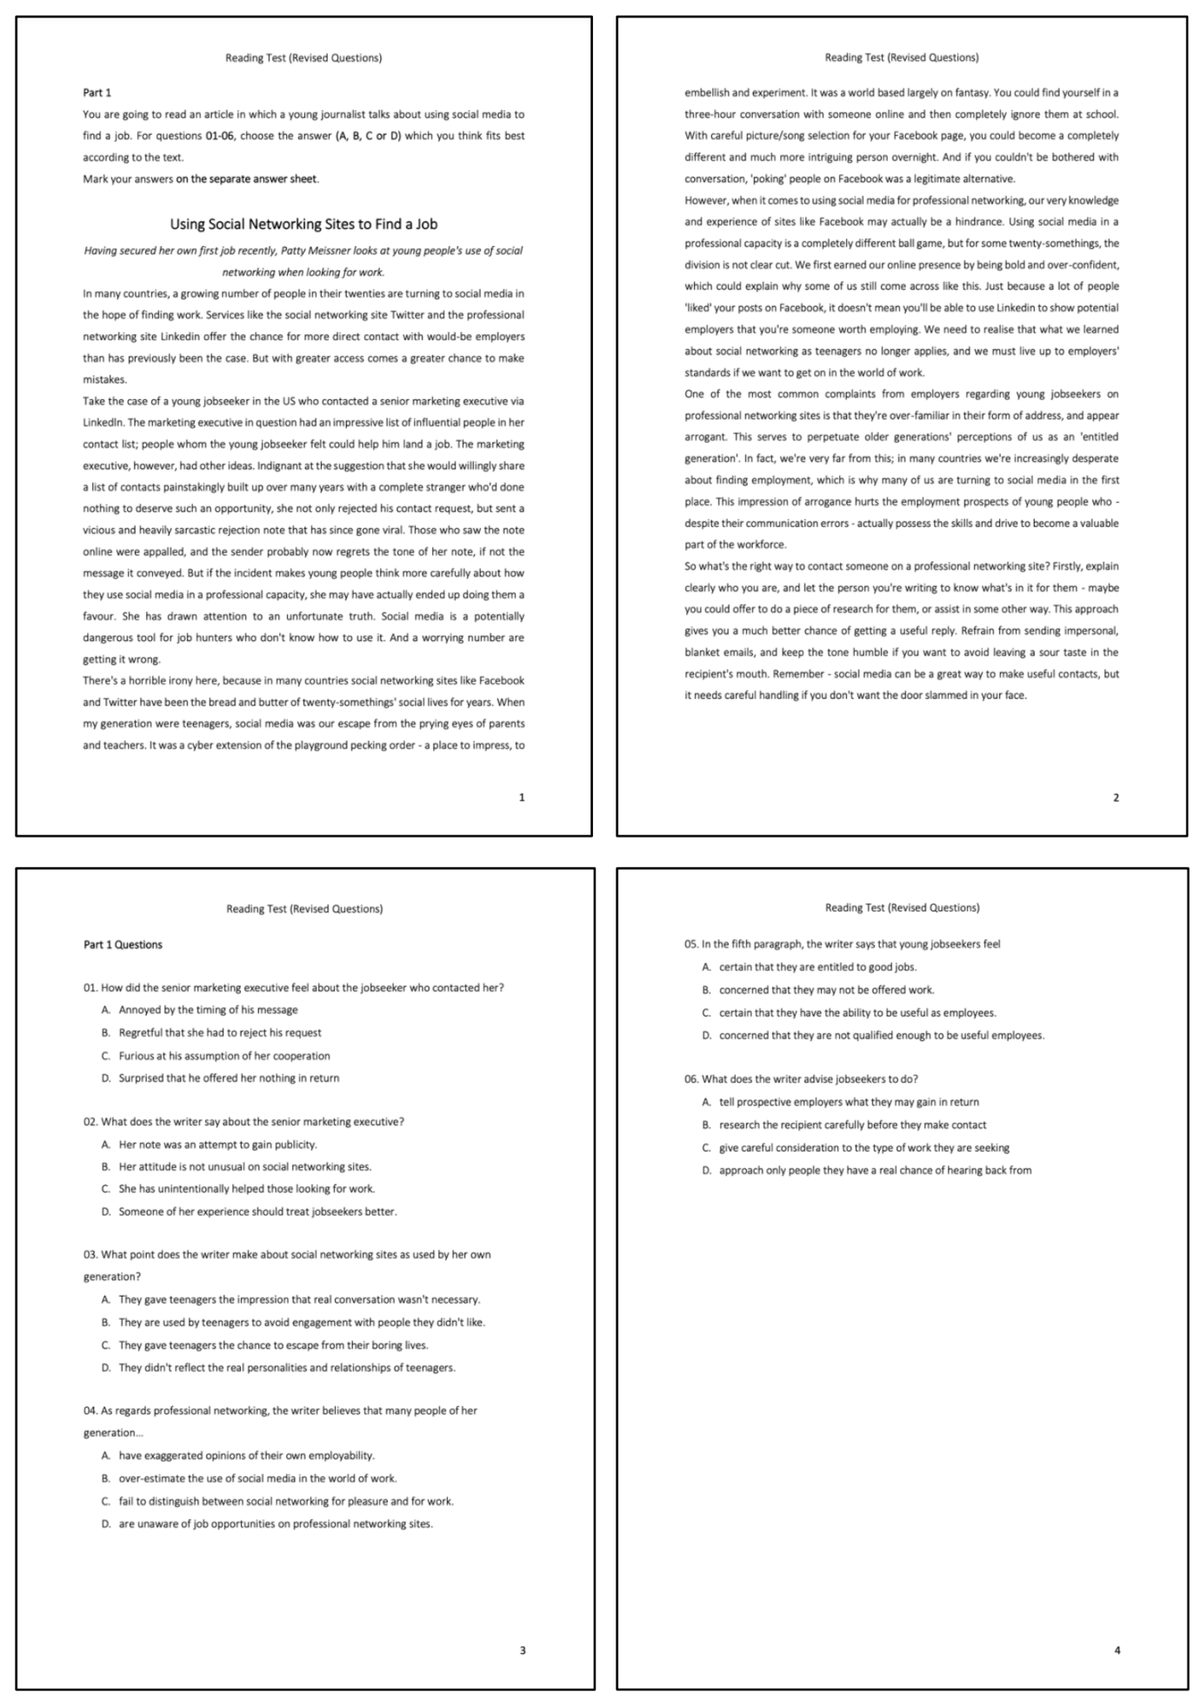 Reading Test (Revised Questions)
Part 1
You are going to read an article in which a young journalist talks about using social media to
find a job. For questions 01-06, choose the answer (A, B, C or D) which you think fits best
according to the text.
Mark your answers on the separate answer sheet.
Using Social Networking Sites to Find a Job
Having secured her own first job recently, Patty Meissner looks at young people's use of social
networking when looking for work.
In many countries, a growing number of people in their twenties are turning to social media in
the hope of finding work. Services like the social networking site Twitter and the professional
networking site Linkedin offer the chance for more direct contact with would-be employers
than has previously been the case. But with greater access comes a greater chance to make
mistakes.
Take the case of a young jobseeker in the US who contacted a senior marketing executive via
LinkedIn. The marketing executive in question had an impressive list of influential people in her
contact list; people whom the young jobseeker felt could help him land a job. The marketing
executive, however, had other ideas. Indignant at the suggestion that she would willingly share
a list of contacts painstakingly built up over many years with a complete stranger who'd done
nothing to deserve such an opportunity, she not only rejected his contact request, but sent a
vicious and heavily sarcastic rejection note that has since gone viral. Those who saw the note
online were appalled, and the sender probably now regrets the tone of her note, if not the
message it conveyed. But if the incident makes young people think more carefully about how
they use social media in a professional capacity, she may have actually ended up doing them a
favour. She has drawn attention to an unfortunate truth. Social media is a potentially
dangerous tool for job hunters who don't know how to use it. And a worrying number are
getting it wrong.
There's a horrible irony here, because in many countries social networking sites like Facebook
and Twitter have been the bread and butter of twenty-somethings' social lives for years. When
my generation were teenagers, social media was our escape from the prying eyes of parents
and teachers. It was a cyber extension of the playground pecking order - a place to impress, to
1
Reading Test (Revised Questions)
embellish and experiment. It was a world based largely on fantasy. You could find yourself in a
three-hour conversation with someone online and then completely ignore them at school.
With careful picture/song selection for your Facebook page, you could become a completely
different and much more intriguing person overnight. And if you couldn't be bothered with
conversation, 'poking' people on Facebook was a legitimate alternative.
However, when it comes to using social media for professional networking, our very knowledge
and experience of sites like Facebook may actually be a hindrance. Using social media in a
professional capacity is a completely different ball game, but for some twenty-somethings, the
division is not clear cut. We first earned our online presence by being bold and over-confident,
which could explain why some of us still come across like this. Just because a lot of people
'liked' your posts on Facebook, it doesn't mean you'll be able to use Linkedin to show potential
employers that you're someone worth employing. We need to realise that what we learned
about social networking as teenagers no longer applies, and we must live up to employers'
standards if we want to get on in the world of work.
One of the most common complaints from employers regarding young jobseekers on
professional networking sites is that they're over-familiar in their form of address, and appear
arrogant. This serves to perpetuate older generations' perceptions of us as an 'entitled
generation'. In fact, we're very far from this; in many countries we're increasingly desperate
about finding employment, which is why many of us are turning to social media in the first
place. This impression of arrogance hurts the employment prospects of young people who -
despite their communication errors - actually possess the skills and drive to become a valuable
part of the workforce.
So what's the right way to contact someone on a professional networking site? Firstly, explain
clearly who you are, and let the person you're writing to know what's in it for them - maybe
you could offer to do a piece of research for them, or assist in some other way. This approach
gives you a much better chance of getting a useful reply. Refrain from sending impersonal,
blanket emails, and keep the tone humble if you want to avoid leaving a sour taste in the
recipient's mouth. Remember - social media can be a great way to make useful contacts, but
it needs careful handling if you don't want the door slammed in your face.
2
Reading Test (Revised Questions)
Part 1 Questions
01. How did the senior marketing executive feel about the jobseeker who contacted her?
A. Annoyed by the timing of his message
B. Regretful that she had to reject his request
C. Furious at his assumption of her cooperation
D. Surprised that he offered her nothing in return
02. What does the writer say about the senior marketing executive?
A. Her note was an attempt to gain publicity.
B. Her attitude is not unusual on social networking sites.
C. She has unintentionally helped those looking for work.
D. Someone of her experience should treat jobseekers better.
03. What point does the writer make about social networking sites as used by her own
generation?
A. They gave teenagers the impression that real conversation wasn't necessary.
B. They are used by teenagers to avoid engagement with people they didn't like.
C. They gave teenagers the chance to escape from their boring lives.
D. They didn't reflect the real personalities and relationships of teenagers.
04. As regards professional networking, the writer believes that many people of her
generation...
A. have exaggerated opinions of their own employability.
B. over-estimate the use of social media in the world of work.
C. fail to distinguish between social networking for pleasure and for work.
D. are unaware of job opportunities on professional networking sites.
3
Reading Test (Revised Questions)
05. In the fifth paragraph, the writer says that young jobseekers feel
A. certain that they are entitled to good jobs.
B. concerned that they may not be offered work.
C. certain that they have the ability to be useful as employees.
D. concerned that they are not qualified enough to be useful employees.
06. What does the writer advise jobseekers to do?
A. tell prospective employers what they may gain in return
B. research the recipient carefully before they make contact
C. give careful consideration to the type of work they are seeking
D. approach only people they have a real chance of hearing back from
4